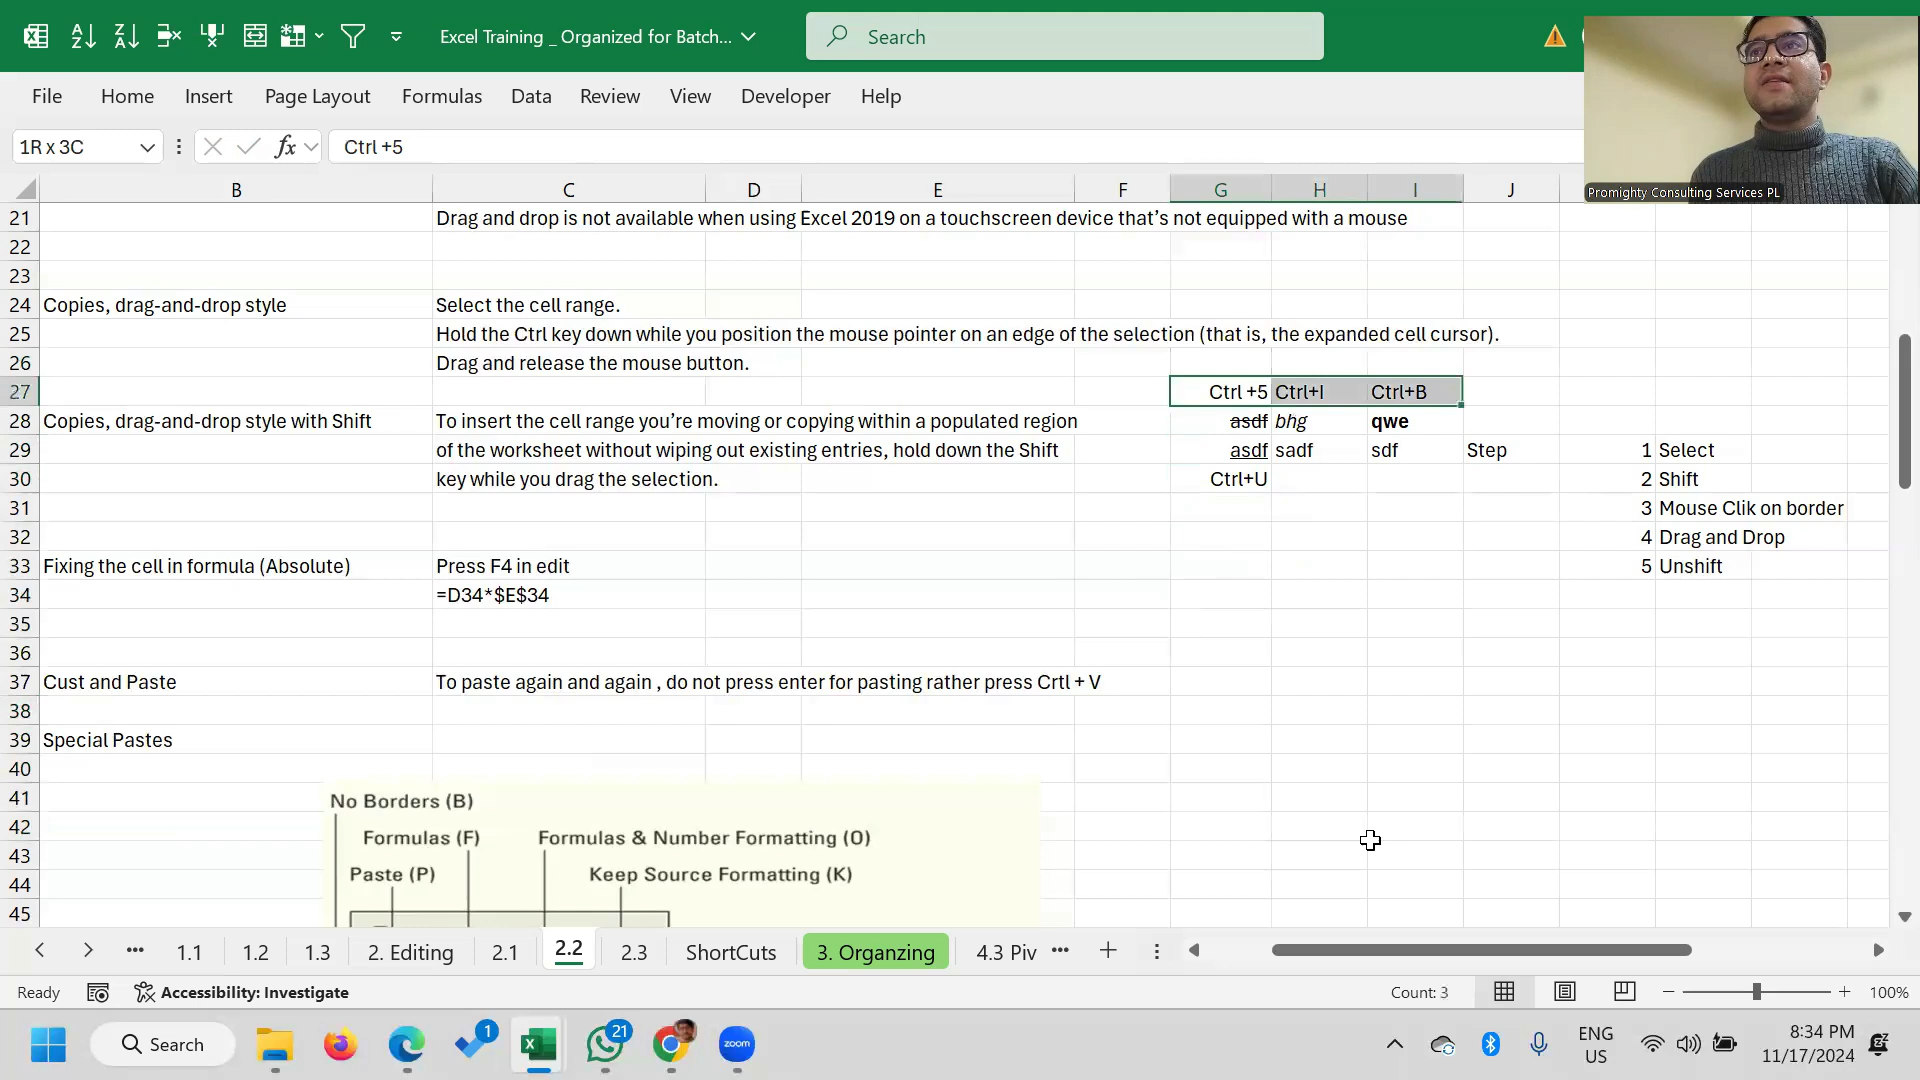 Excel Training _ Organized for Batch...
Search
File Home Insert Page Layout Formulas Data Review View Developer Help
1R x 3C
fx
Ctrl +5
Promighty Consulting Services PL
B C D E F G H I J
21 Drag and drop is not available when using Excel 2019 on a touchscreen device that’s not equipped with a mouse
22
23
24 Copies, drag-and-drop style Select the cell range.
25 Hold the Ctrl key down while you position the mouse pointer on an edge of the selection (that is, the expanded cell cursor).
26 Drag and release the mouse button.
27 Ctrl +5 Ctrl+I Ctrl+B
28 Copies, drag-and-drop style with Shift To insert the cell range you’re moving or copying within a populated region asdf bhg qwe
29 of the worksheet without wiping out existing entries, hold down the Shift asdf sadf sdf Step 1 Select
30 key while you drag the selection. Ctrl+U 2 Shift
31 3 Mouse Clik on border
32 4 Drag and Drop
33 Fixing the cell in formula (Absolute) Press F4 in edit 5 Unshift
34 =D34*$E$34
35
36
37 Cust and Paste To paste again and again , do not press enter for pasting rather press Crtl + V
38
39 Special Pastes
40
41 No Borders (B)
42 Formulas (F) Formulas & Number Formatting (O)
43
44 Paste (P) Keep Source Formatting (K)
45
1.1 1.2 1.3 2. Editing 2.1 2.2 2.3 ShortCuts 3. Organzing 4.3 Piv
Ready Accessibility: Investigate Count: 3 100%
Search 1 21 zoom ENG US 8:34 PM 11/17/2024